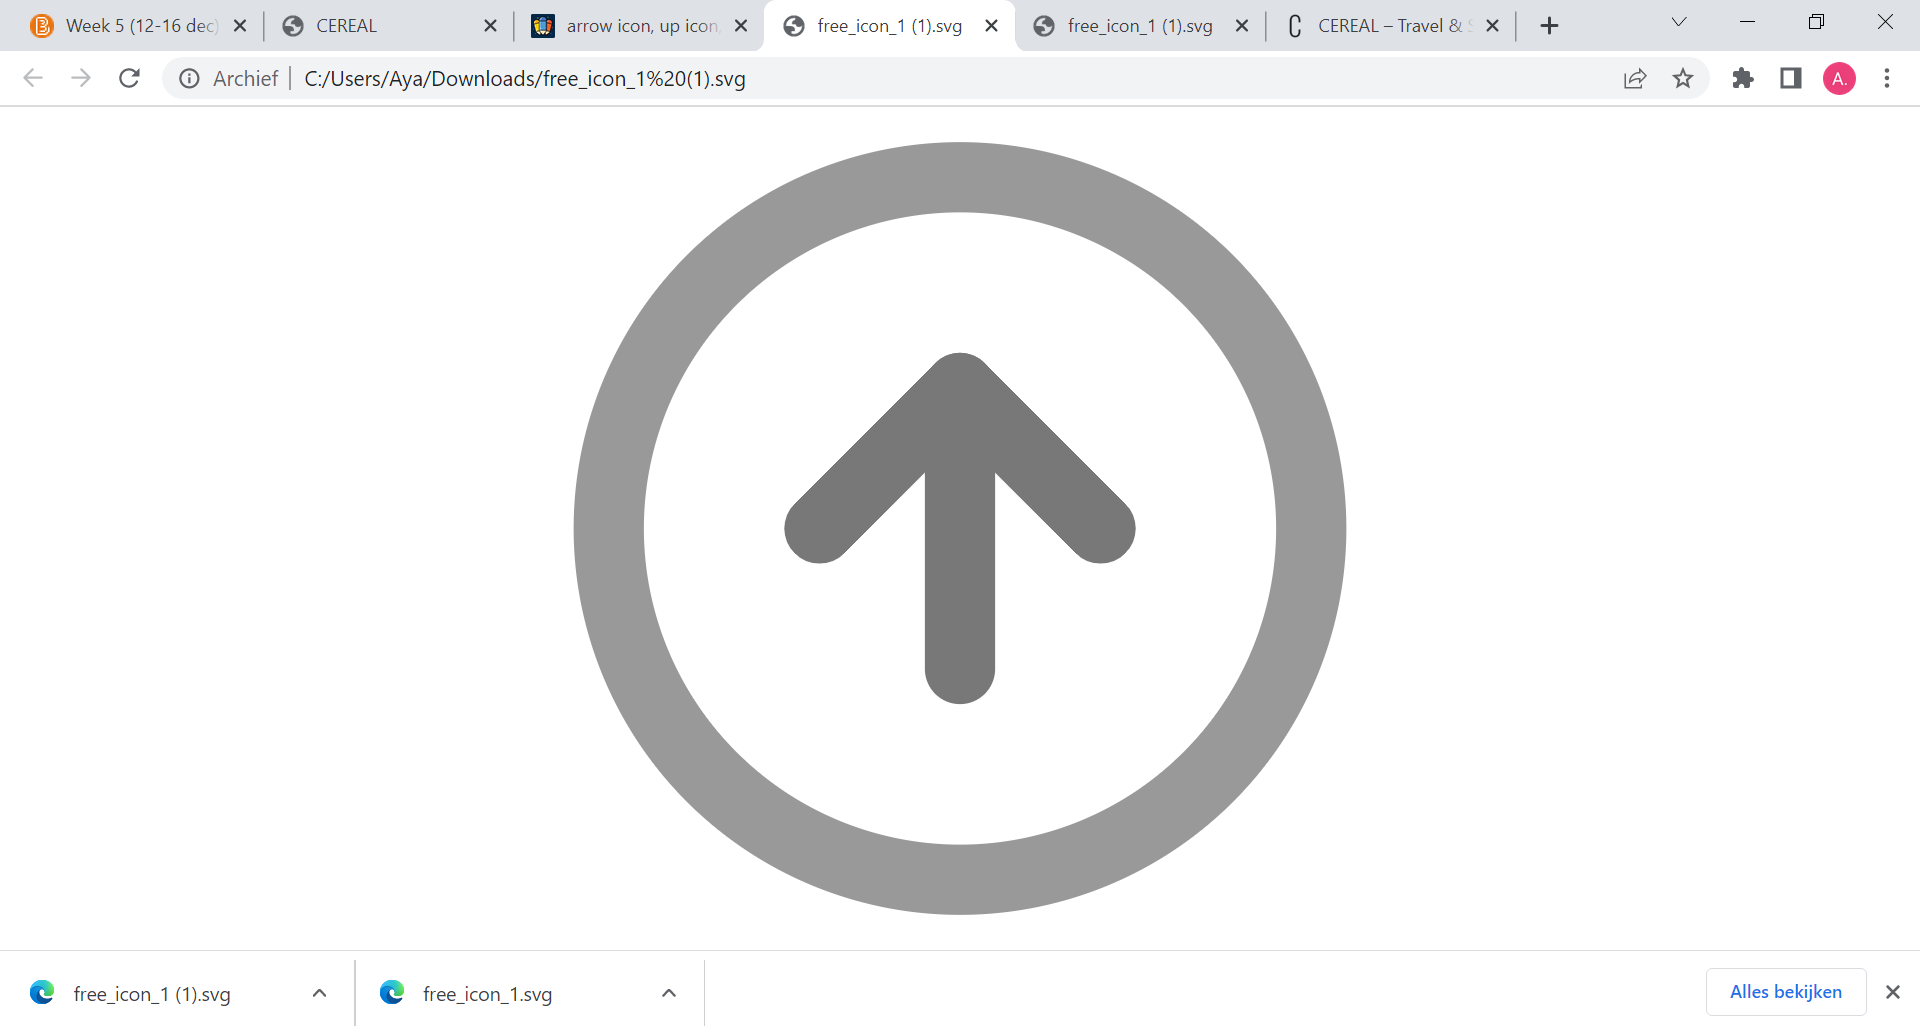 Week 5 (12-16 dec)
CEREAL
arrow icon, up icon,
free_icon_1 (1).svg
free_icon_1 (1).svg
CEREAL – Travel &
Archief
C:/Users/Aya/Downloads/free_icon_1%20(1).svg
A.
free_icon_1 (1).svg
free_icon_1.svg
Alles bekijken